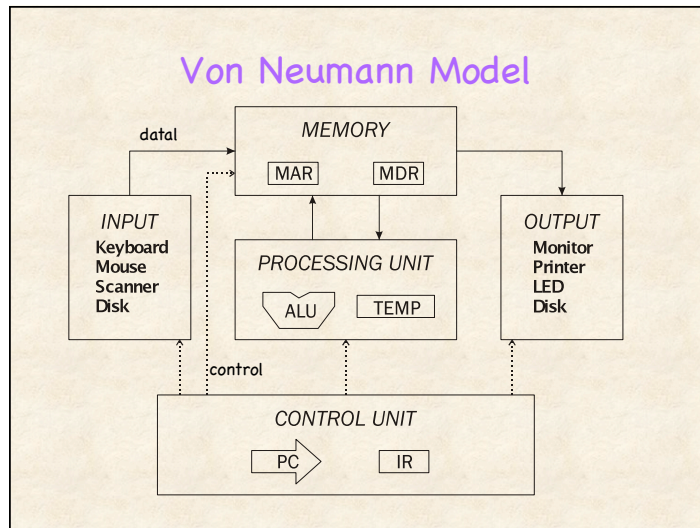 Von Neumann Model
datal
MEMORY
MAR MDR
INPUT
Keyboard
Mouse
Scanner
Disk
PROCESSING UNIT
ALU TEMP
OUTPUT
Monitor
Printer
LED
Disk
control
CONTROL UNIT
PC IR